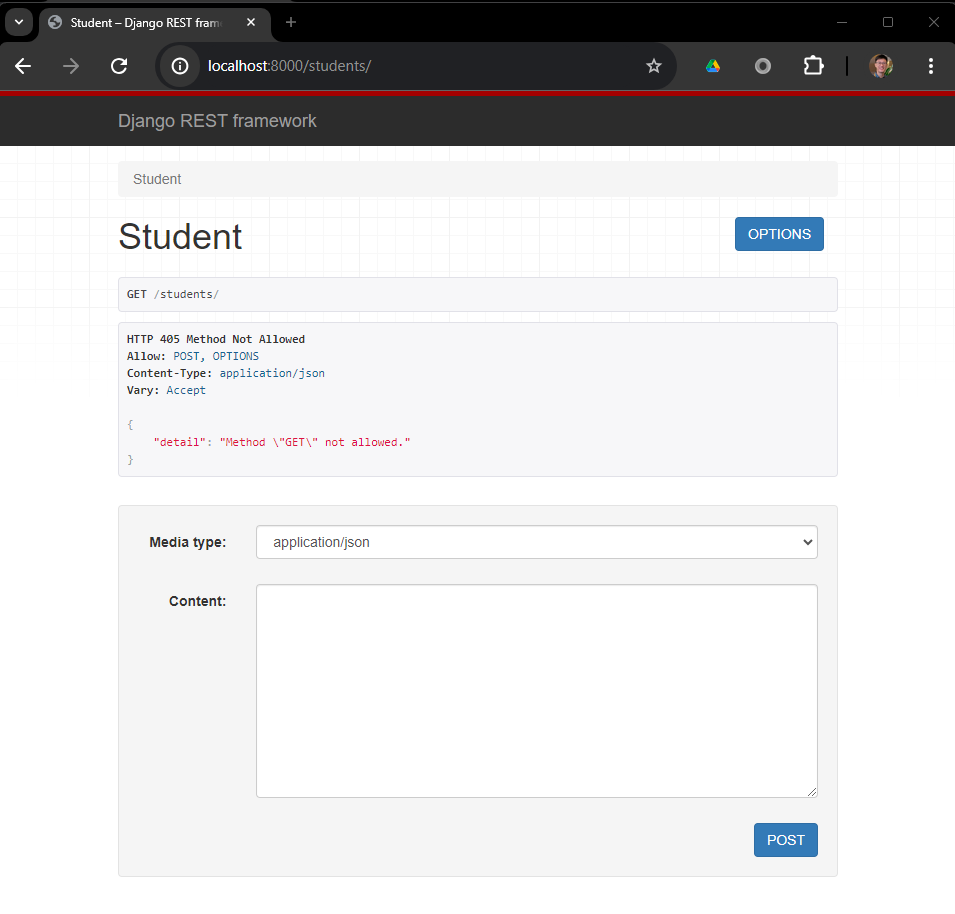 Student – Django REST fram
localhost:8000/students/
Django REST framework
Student
Student
OPTIONS
GET /students/
HTTP 405 Method Not Allowed
Allow: POST, OPTIONS
Content-Type: application/json
Vary: Accept
{
"detail": "Method \"GET\" not allowed."
}
Media type:
application/json
Content:
POST